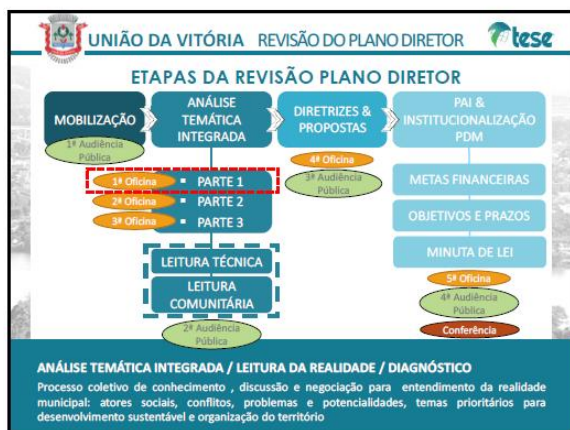 UNIÃO DA VITÓRIA REVISÃO DO PLANO DIRETOR
tese
ETAPAS DA REVISÃO PLANO DIRETOR
MOBILIZAÇÃO
1ª Audiência
Pública
ANÁLISE
TEMÁTICA
INTEGRADA
1ª Oficina
PARTE 1
2ª Oficina
PARTE 2
3ª Oficina
PARTE 3
LEITURA TÉCNICA
LEITURA
COMUNITÁRIA
2ª Audiência
Pública
DIRETRIZES &
PROPOSTAS
4ª Oficina
3ª Audiência
Pública
PAI &
INSTITUCIONALIZAÇÃO
PDM
METAS FINANCEIRAS
OBJETIVOS E PRAZOS
MINUTA DE LEI
5ª Oficina
4ª Audiência
Pública
Conferência
ANÁLISE TEMÁTICA INTEGRADA / LEITURA DA REALIDADE / DIAGNÓSTICO
Processo coletivo de conhecimento , discussão e negociação para entendimento da realidade
municipal: atores sociais, conflitos, problemas e potencialidades, temas prioritários para
desenvolvimento sustentável e organização do território